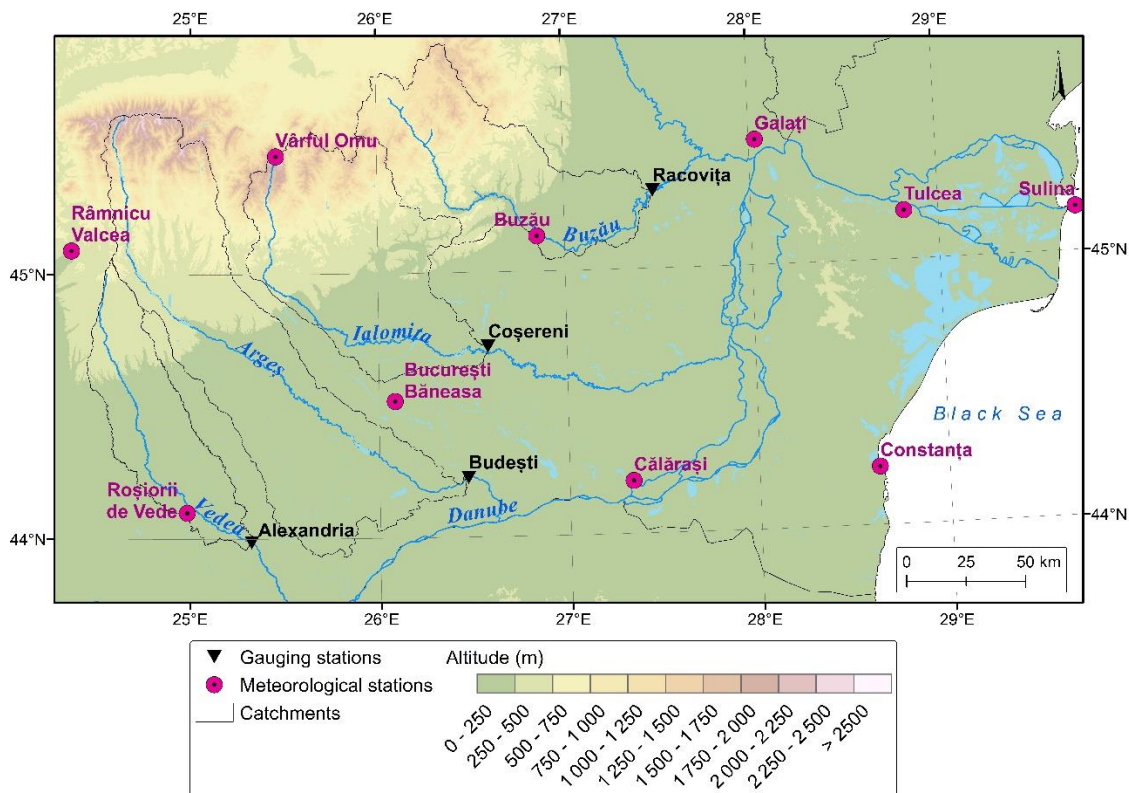 25°E 26°E 27°E 28°E 29°E
Vârful Omu
Galați
Racovița
Râmnicu
Valcea
Tulcea
Sulina
Buzău
Buzău
45°N
45°N
Ialomița
Coșereni
Argeș
București
Băneasa
Black Sea
Budești
Călărași
Constanța
Roșiorii
de Vede
Vedea
Danube
Alexandria
44°N
44°N
0 25 50 km
25°E 26°E 27°E 28°E 29°E
Gauging stations
Meteorological stations
Catchments
Altitude (m)
0 - 250
250 - 500
500 - 750
750 - 1 000
1 000 - 1 250
1 250 - 1 500
1 500 - 1 750
1 750 - 2 000
2 000 - 2 250
2 250 - 2 500
> 2500